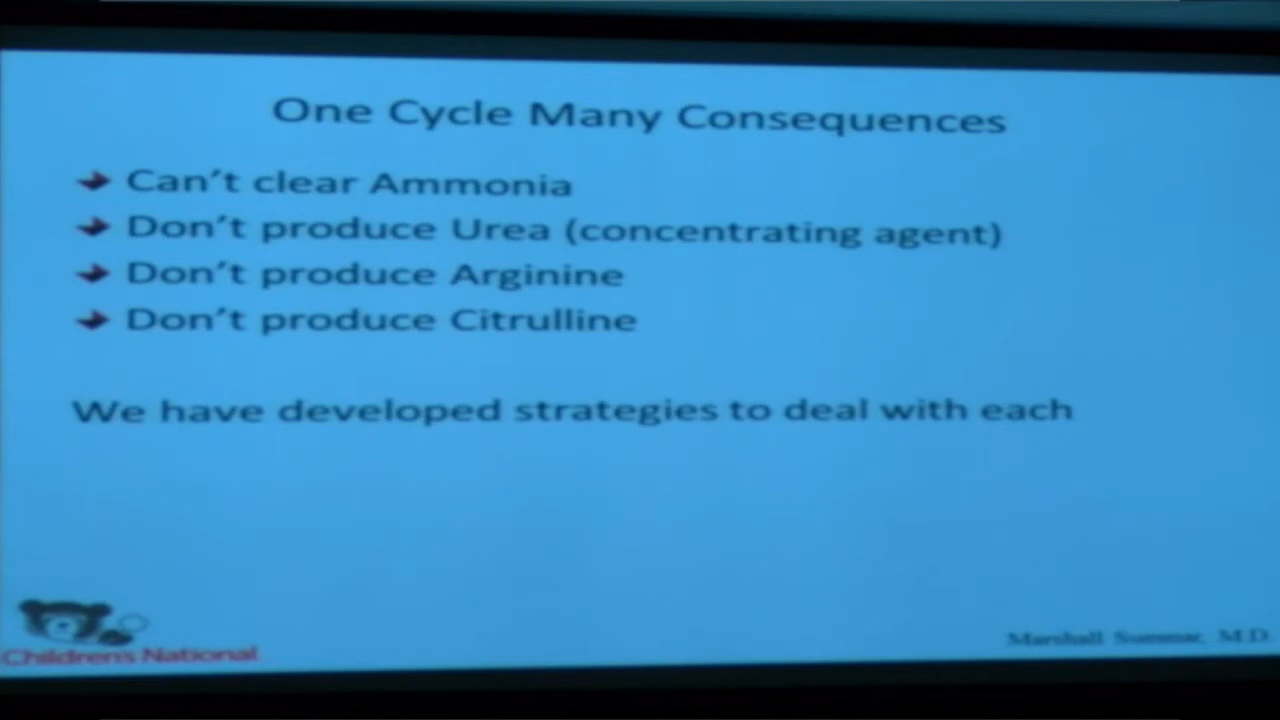 One Cycle Many Consequences
Can't clear Ammonia
Don't produce Urea (concentrating agent)
Don't produce Arginine
Don't produce Citrulline
We have developed strategies to deal with each
Children's National
Marshall Summar, M.D.